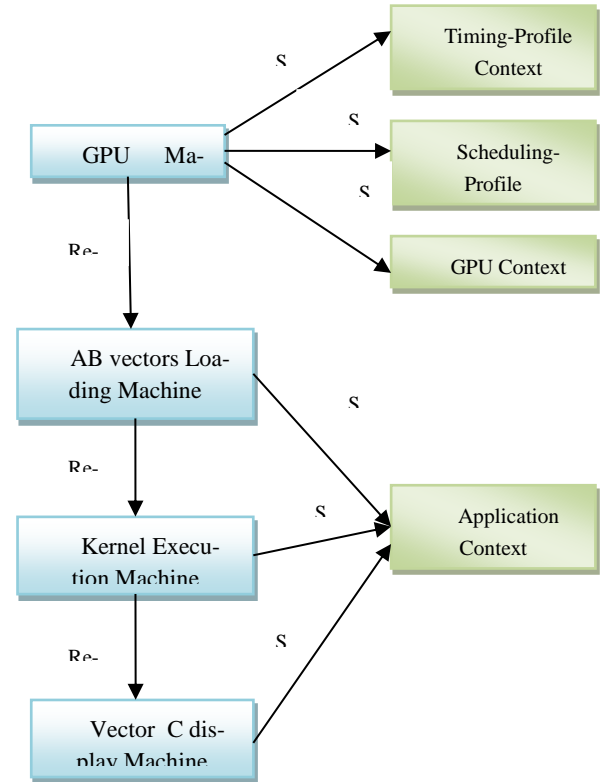 Timing-Profile
Context
S
S
GPU Ma-
Scheduling-
Profile
S
Re-
GPU Context
AB vectors Loa-
ding Machine
S
Re-
S
Application
Context
Kernel Execu-
tion Machine
S
Re-
Vector C dis-
play Machine